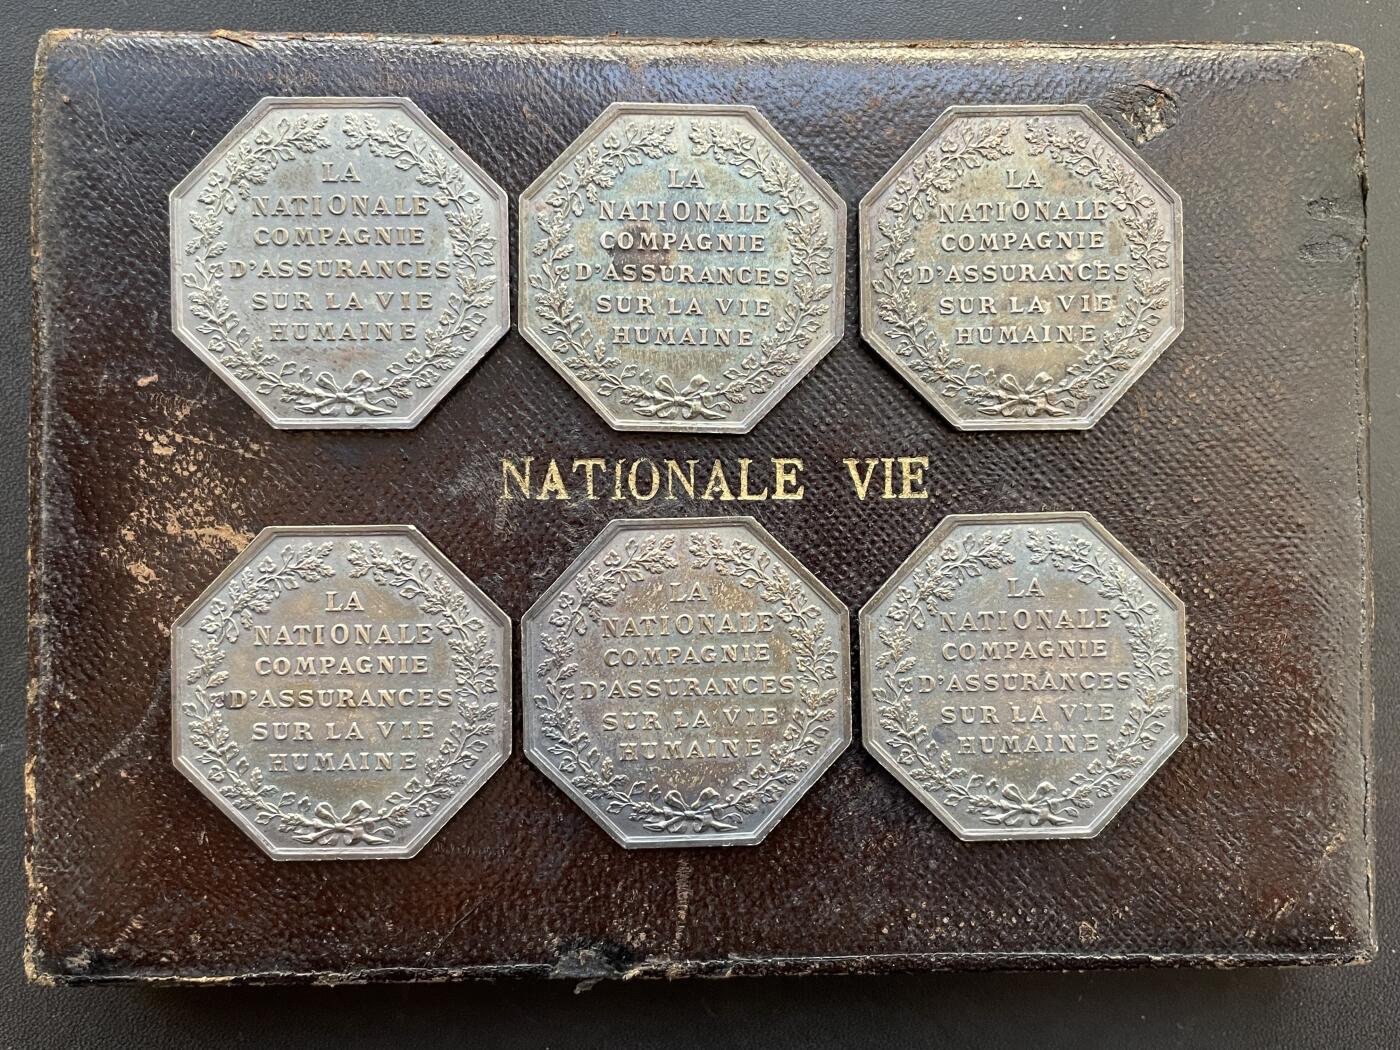 LA
NATIONALE
COMPAGNIE
D'ASSURANCES
SUR LA VIE
HUMAINE
LA
NATIONALE
COMPAGNIE
D'ASSURANCES
SUR LA VIE
HUMAINE
LA
NATIONALE
COMPAGNIE
D'ASSURANCES
SUR LA VIE
HUMAINE
NATIONALE VIE
LA
NATIONALE
COMPAGNIE
D'ASSURANCES
SUR LA VIE
HUMAINE
LA
NATIONALE
COMPAGNIE
D'ASSURANCES
SUR LA VIE
HUMAINE
LA
NATIONALE
COMPAGNIE
D'ASSURANCES
SUR LA VIE
HUMAINE